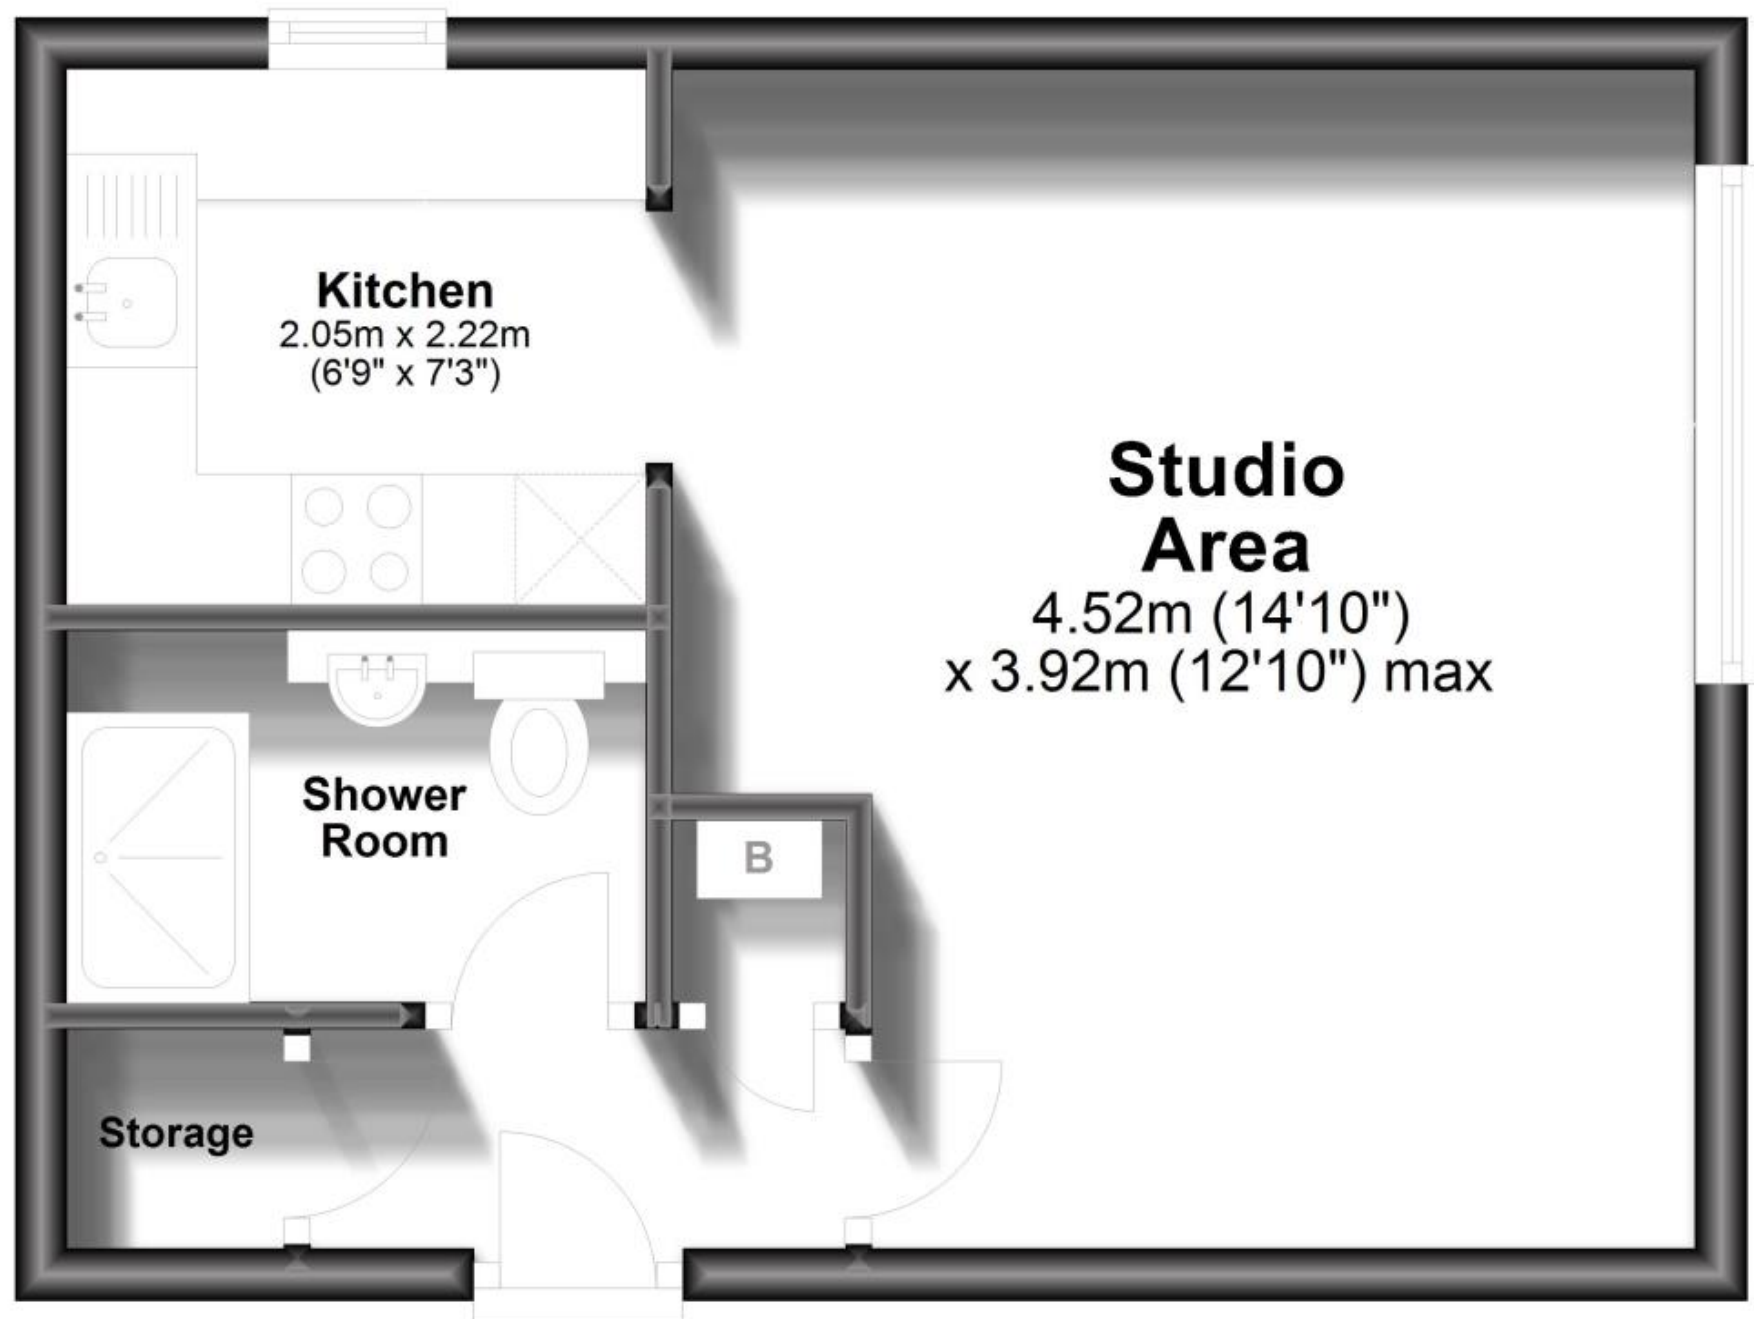 Kitchen
2.05m x 2.22m
(6'9" x 7'3")
Studio
Area
4.52m (14'10")
x 3.92m (12'10") max
Shower
Room
B
Storage